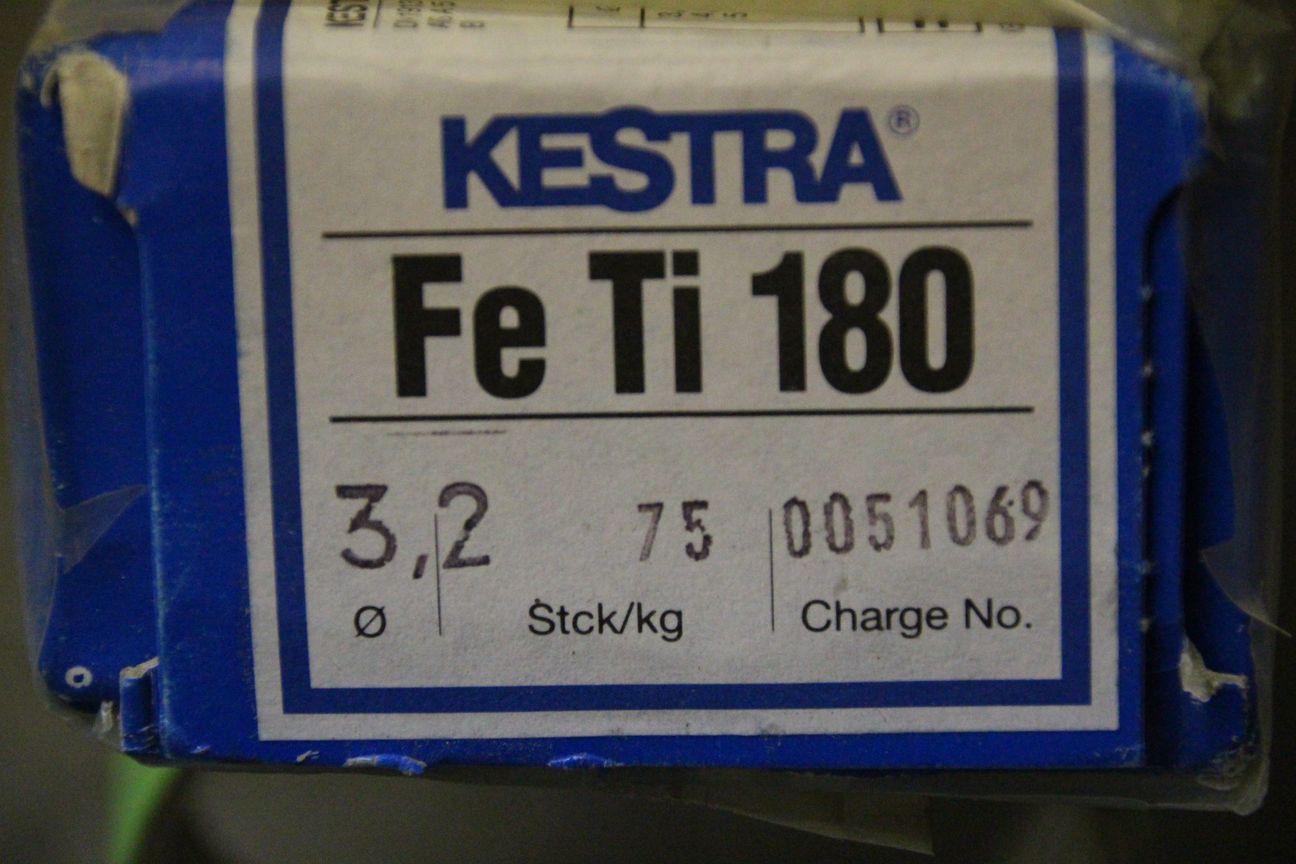 KESTRA®
Fe Ti 180
3,2 75 0051069
Ø Stck/kg Charge No.